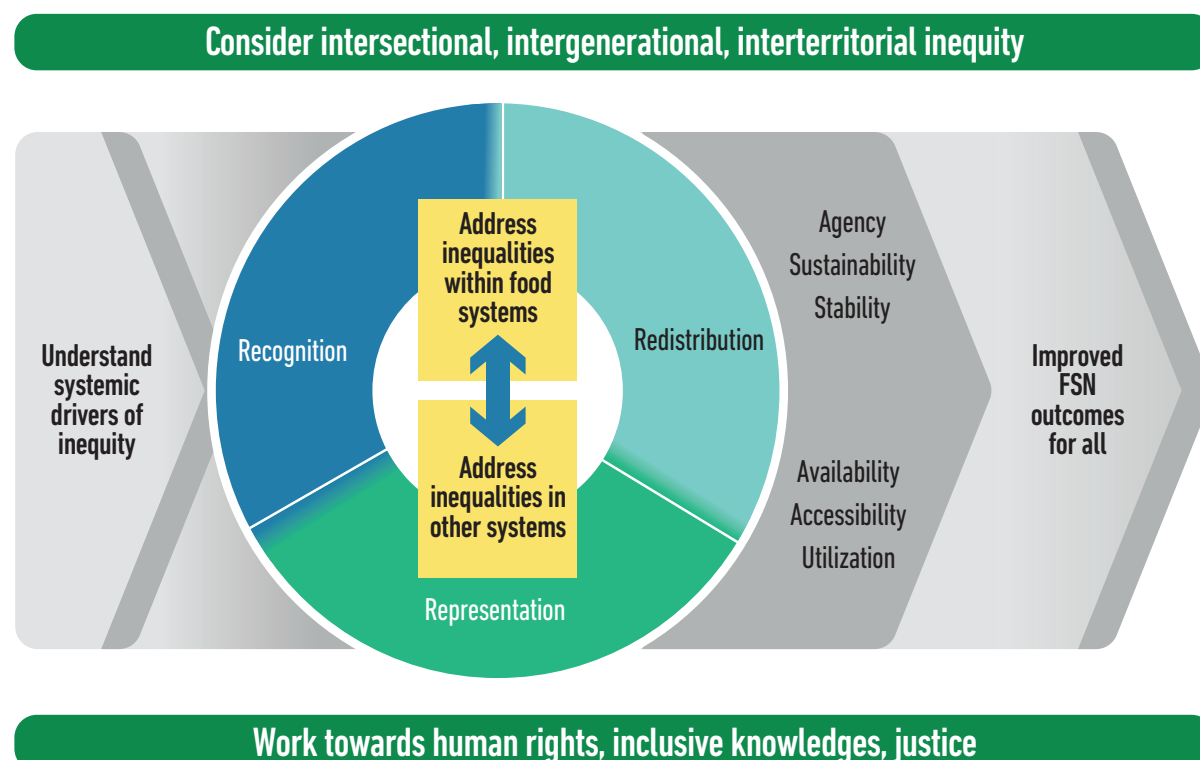 Consider intersectional, intergenerational, interterritorial inequity
Understand
systemic
drivers of
inequity
Recognition
Address
inequalities
within food
systems
Address
inequalities in
other systems
Redistribution
Representation
Agency
Sustainability
Stability
Availability
Accessibility
Utilization
Improved
FSN
outcomes
for all
Work towards human rights, inclusive knowledges, justice